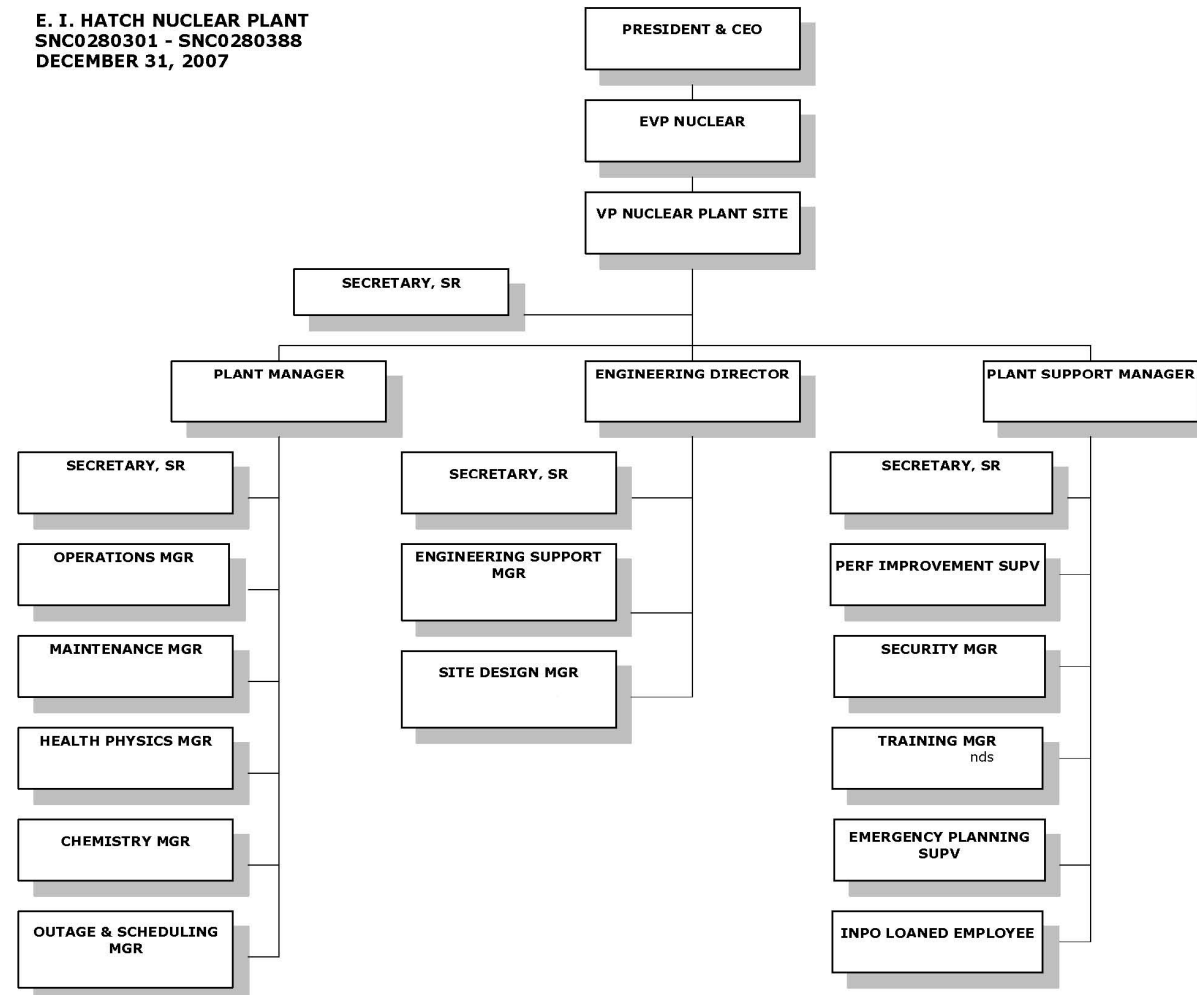 E. I. HATCH NUCLEAR PLANT
SNC0280301 - SNC0280388
DECEMBER 31, 2007
PRESIDENT & CEO
EVP NUCLEAR
VP NUCLEAR PLANT SITE
SECRETARY, SR
PLANT MANAGER
ENGINEERING DIRECTOR
PLANT SUPPORT MANAGER
SECRETARY, SR
OPERATIONS MGR
MAINTENANCE MGR
HEALTH PHYSICS MGR
CHEMISTRY MGR
OUTAGE & SCHEDULING
MGR
SECRETARY, SR
ENGINEERING SUPPORT
MGR
SITE DESIGN MGR
SECRETARY, SR
PERF IMPROVEMENT SUPV
SECURITY MGR
TRAINING MGR
nds
EMERGENCY PLANNING
SUPV
INPO LOANED EMPLOYEE